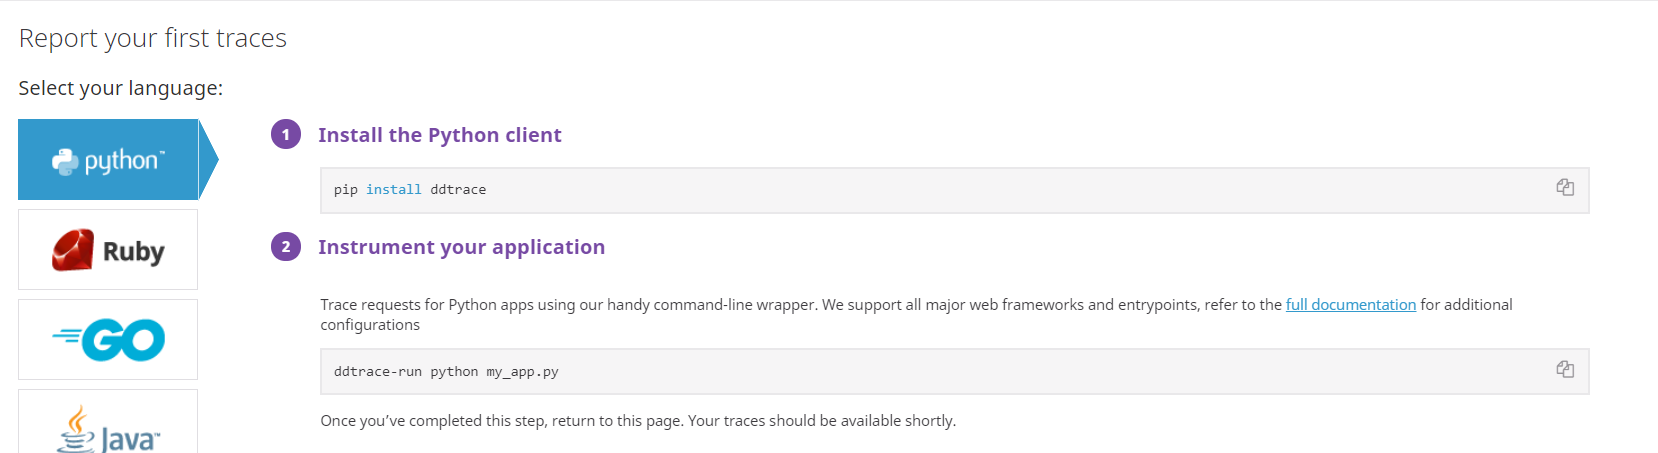 Report your first traces
Select your language:
python™
Ruby
GO
Java™
1 Install the Python client
pip install ddtrace
2 Instrument your application
Trace requests for Python apps using our handy command-line wrapper. We support all major web frameworks and entrypoints, refer to the full documentation for additional
configurations
ddtrace-run python my_app.py
Once you’ve completed this step, return to this page. Your traces should be available shortly.